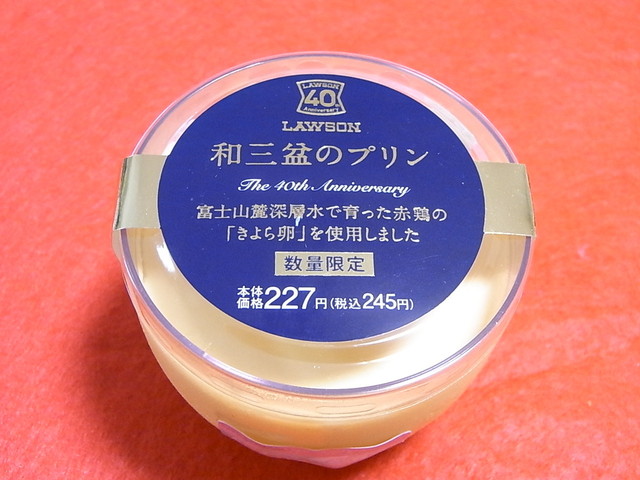 LAWSON
40
Anniversary
LAWSON
和三盆のプリン
The 40th Anniversary
富士山麓深層水で育った赤鶏の
「きよら卵」を使用しました
数量限定
本体価格227円(税込245円)